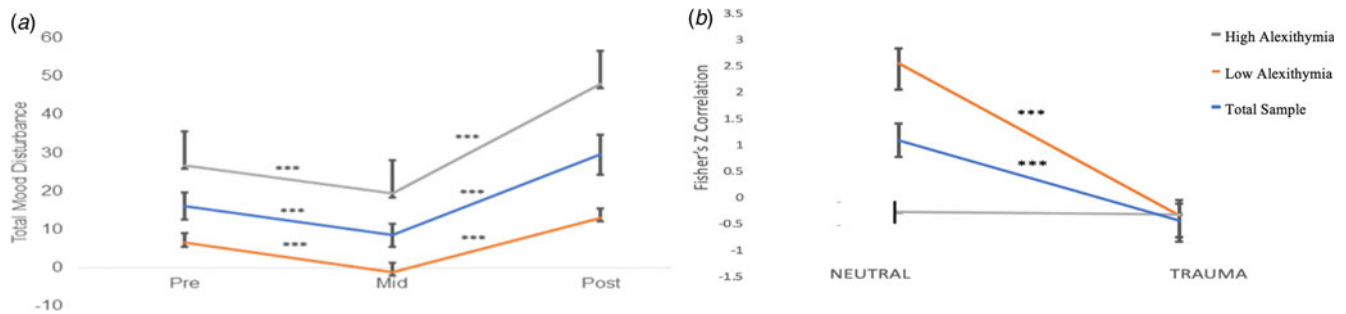 (a)
Total Mood Disturbance
60
50
40
30
20
10
0
-10
***
***
***
***
***
***
Pre
Mid
Post
(b)
Fisher's Z Correlation
3.5
3
2.5
2
1.5
1
0.5
0
-0.5
-1
-1.5
***
***
NEUTRAL
TRAUMA
High Alexithymia
Low Alexithymia
Total Sample